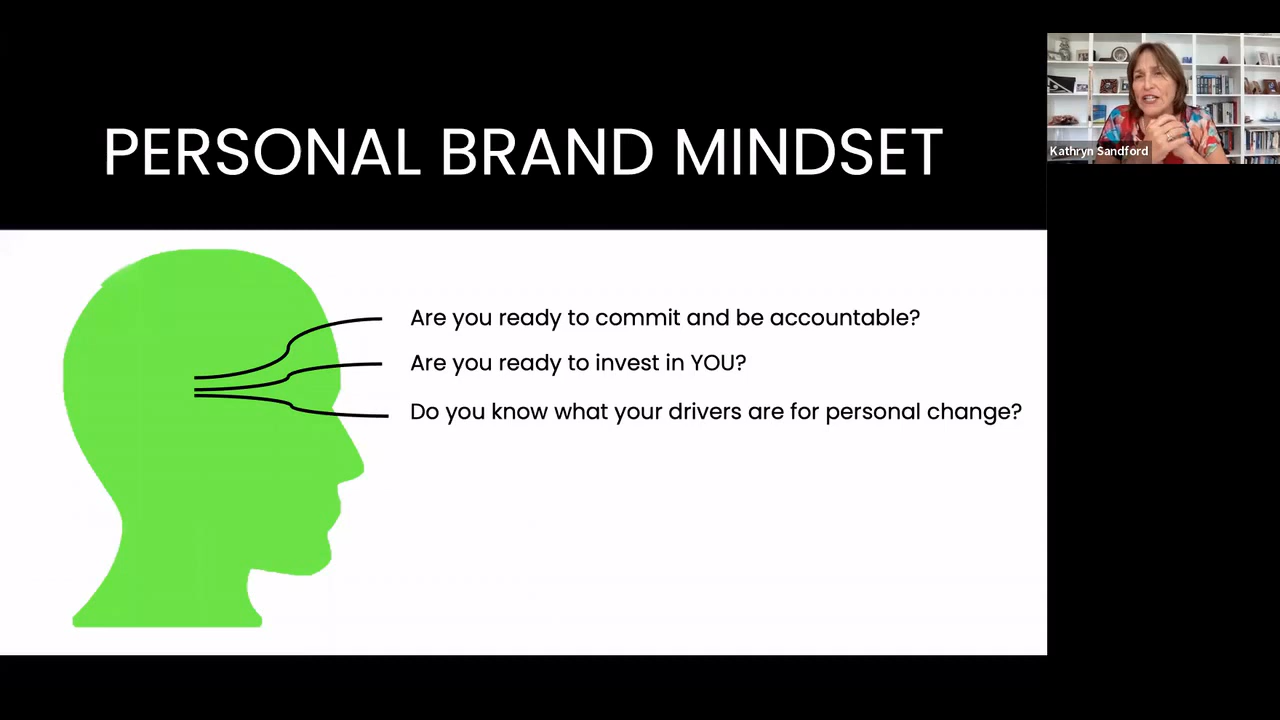 PERSONAL BRAND MINDSET
Kathryn Sandford
Are you ready to commit and be accountable?
Are you ready to invest in YOU?
Do you know what your drivers are for personal change?